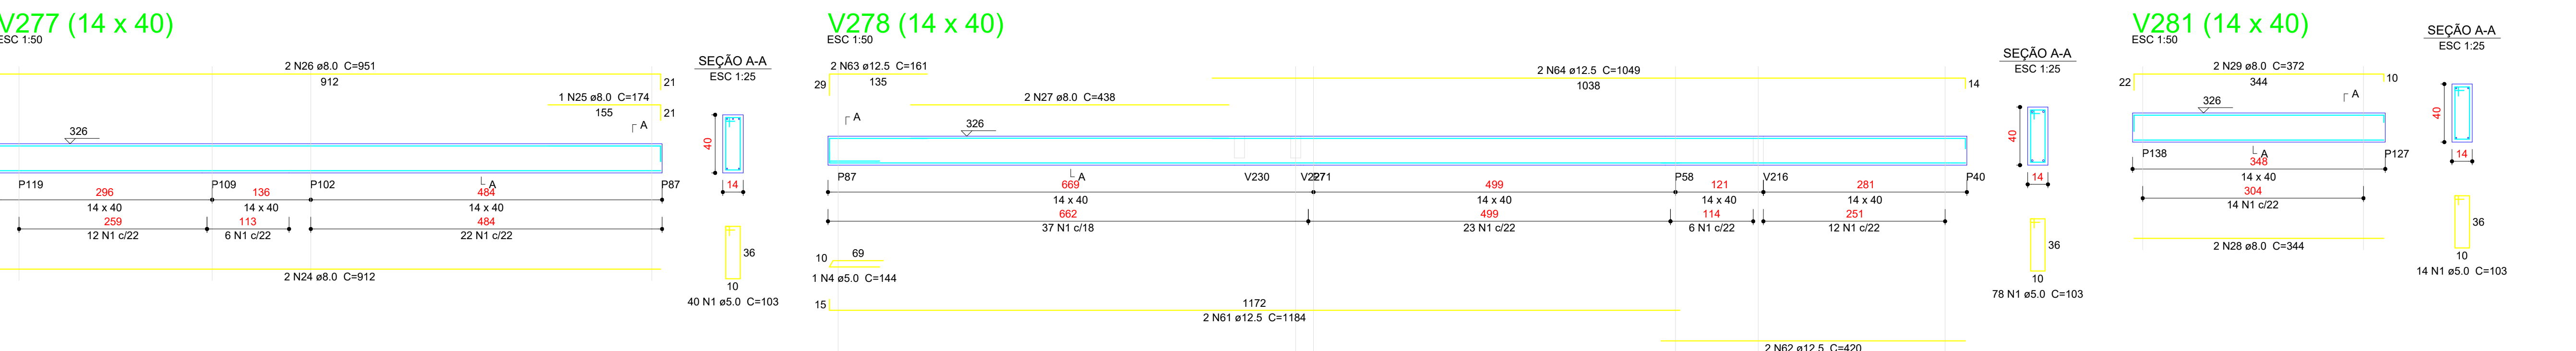 V277 (14 x 40)
ESC 1:50
2 N26 ø8.0 C=951
912
21
1 N25 ø8.0 C=174
155
21
A
326
P119
P109
P102
A
P87
296
136
484
14 x 40
14 x 40
14 x 40
259
113
484
12 N1 c/22
6 N1 c/22
22 N1 c/22
2 N24 ø8.0 C=912
SEÇÃO A-A
ESC 1:25
40
14
36
10
40 N1 ø5.0 C=103
V278 (14 x 40)
ESC 1:50
2 N63 ø12.5 C=161
29
135
2 N64 ø12.5 C=1049
1038
14
2 N27 ø8.0 C=438
A
326
P87
A
V230
P71
P58
V216
P40
669
499
121
281
14 x 40
14 x 40
14 x 40
14 x 40
662
499
114
251
37 N1 c/18
23 N1 c/22
6 N1 c/22
12 N1 c/22
10
69
1 N4 ø5.0 C=144
15
1172
2 N61 ø12.5 C=1184
2 N62 ø12.5 C=420
SEÇÃO A-A
ESC 1:25
40
14
36
10
78 N1 ø5.0 C=103
V281 (14 x 40)
ESC 1:50
2 N29 ø8.0 C=372
22
344
10
A
326
P138
A
P127
348
14 x 40
304
14 N1 c/22
2 N28 ø8.0 C=344
SEÇÃO A-A
ESC 1:25
40
14
36
10
14 N1 ø5.0 C=103